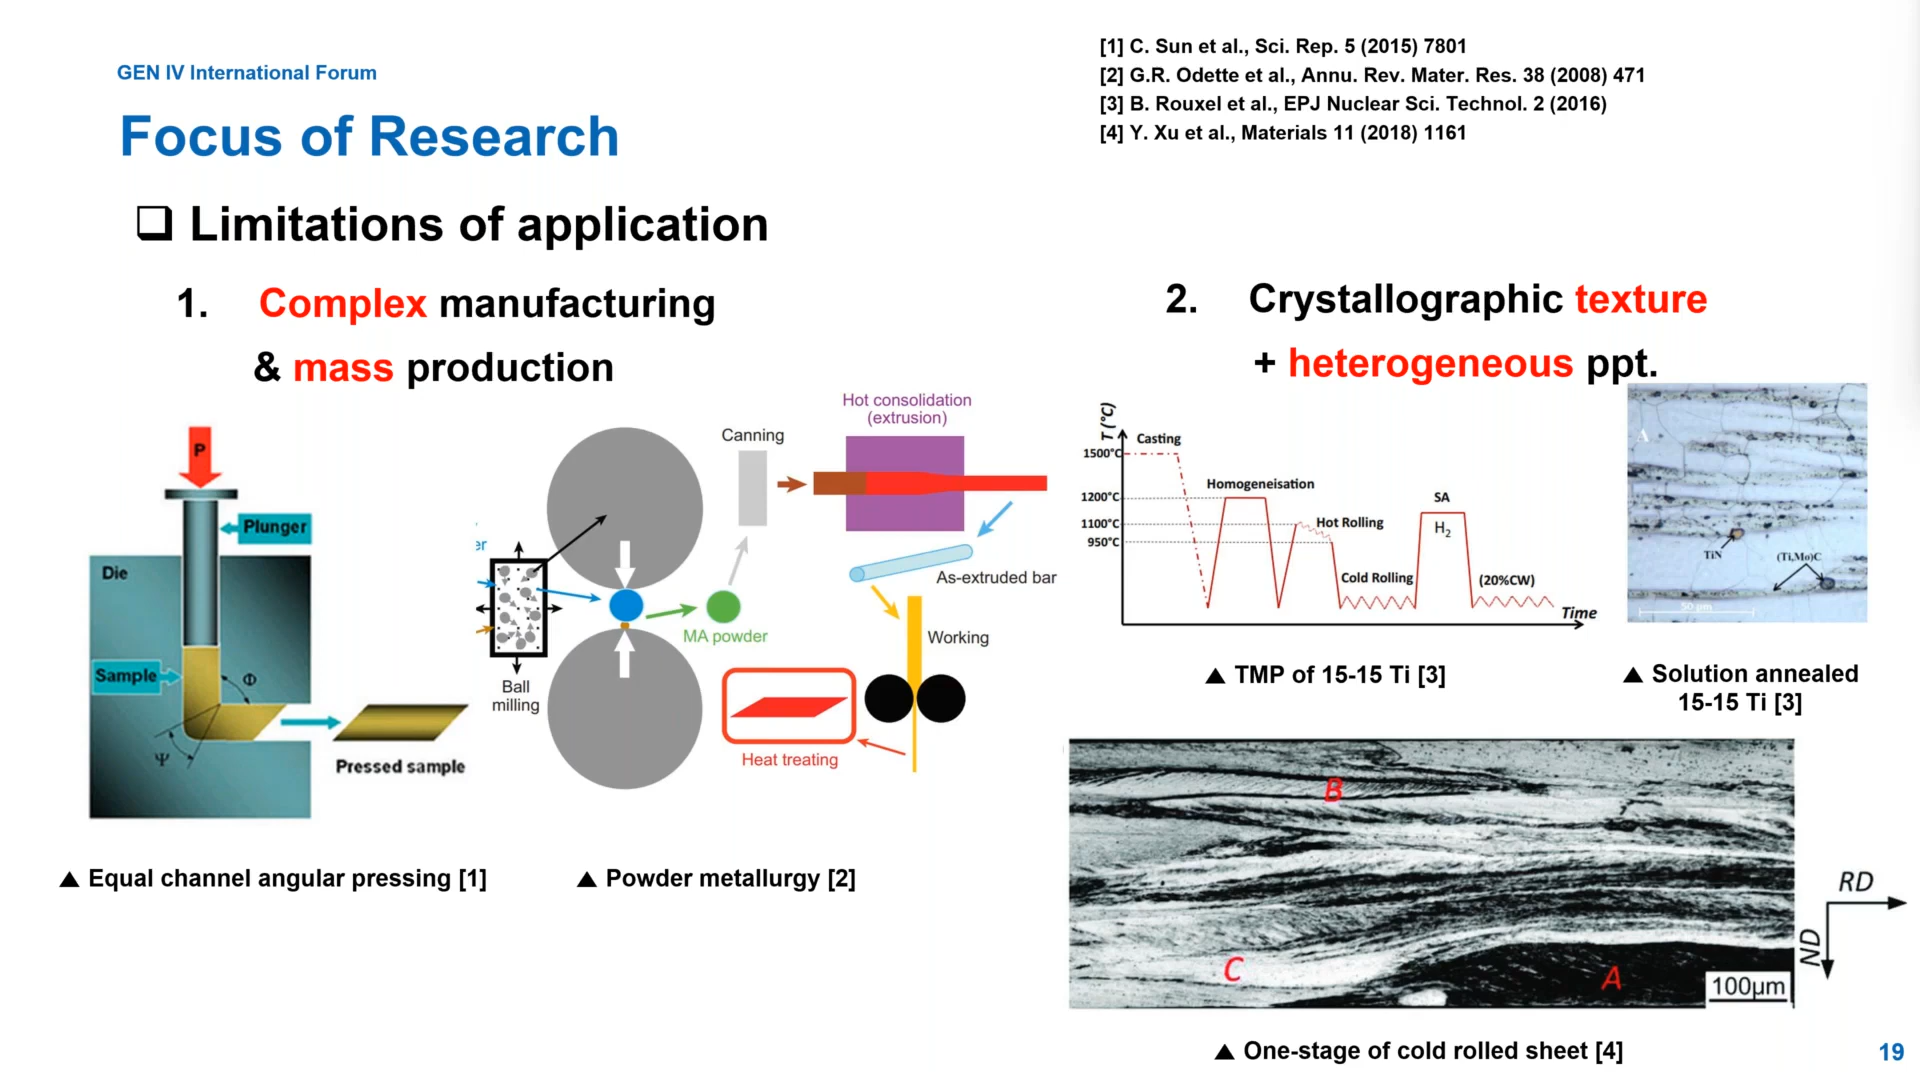 GEN IV International Forum
Focus of Research
[1] C. Sun et al., Sci. Rep. 5 (2015) 7801
[2] G.R. Odette et al., Annu. Rev. Mater. Res. 38 (2008) 471
[3] B. Rouxel et al., EPJ Nuclear Sci. Technol. 2 (2016)
[4] Y. Xu et al., Materials 11 (2018) 1161
❑ Limitations of application
1. Complex manufacturing
& mass production
P
Plunger
Die
Sample
Φ
Ψ
Pressed sample
▲ Equal channel angular pressing [1]
er
Ball
milling
MA powder
Canning
Hot consolidation
(extrusion)
As-extruded bar
Working
Heat treating
▲ Powder metallurgy [2]
2. Crystallographic texture
+ heterogeneous ppt.
T (°C)
Casting
1500°C
Homogeneisation
1200°C
SA
1100°C
Hot Rolling
H2
950°C
Cold Rolling
(20%CW)
Time
▲ TMP of 15-15 Ti [3]
A
TiN
(Ti,Mo)C
50 µm
▲ Solution annealed
15-15 Ti [3]
B
C
A
100µm
RD
ND
▲ One-stage of cold rolled sheet [4]
19